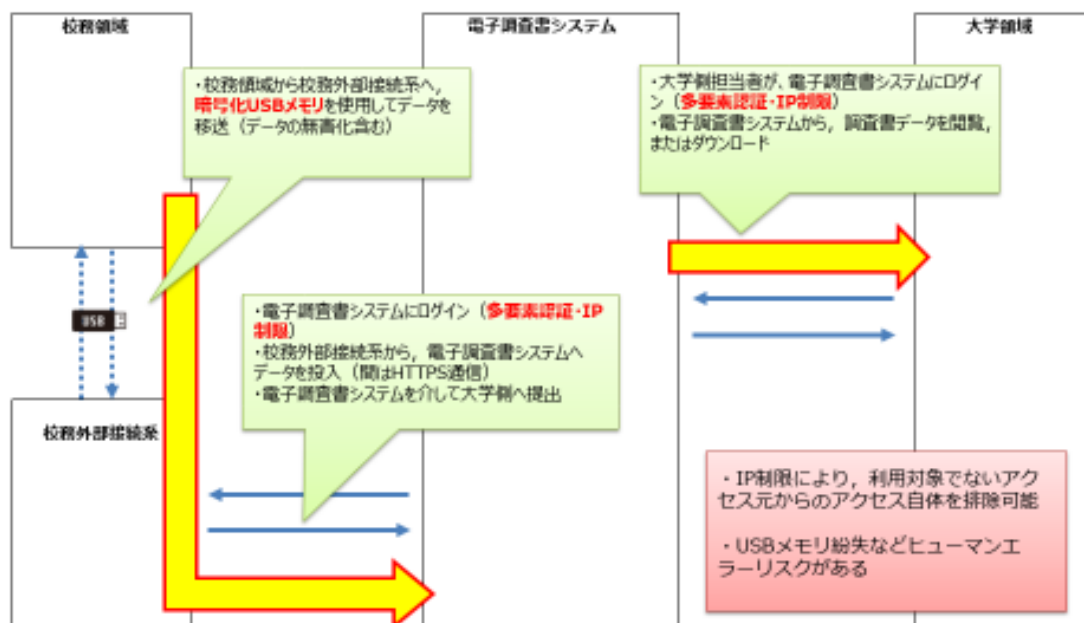 校務領域
電子調査書システム
大学領域
・校務領域から校務外部接続系へ,
暗号化USBメモリを使用してデータを
移送（データの無害化含む）
・大学側担当者が、電子調査書システムにログイ
ン（多要素認証・IP制限）
・電子調査書システムから，調査書データを閲覧，
またはダウンロード
USB
・電子調査書システムにログイン（多要素認証・IP
制限）
・校務外部接続系から，電子調査書システムへ
データを投入（間はHTTPS通信）
・電子調査書システムを介して大学側へ提出
校務外部接続系
・IP制限により，利用対象でないアク
セス元からのアクセス自体を排除可能
・USBメモリ紛失などヒューマンエ
ラーリスクがある